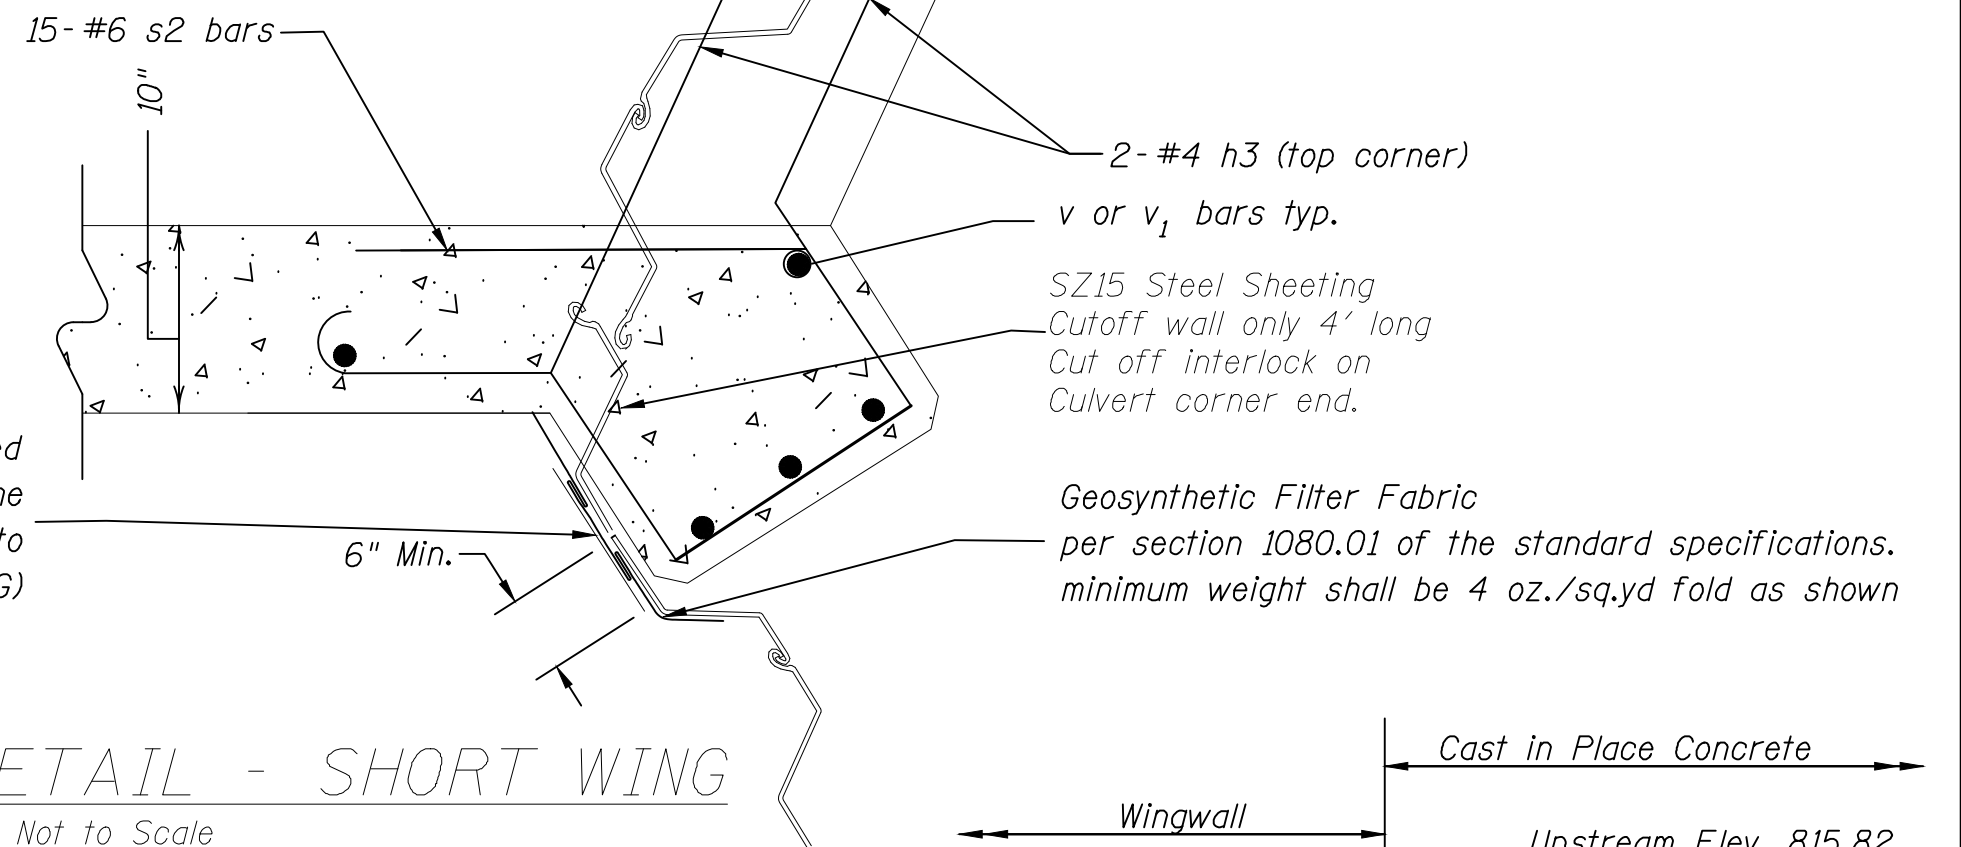 15-#6 s2 bars
10"
2-#4 h3 (top corner)
v or v₁ bars typ.
SZ15 Steel Sheeting
Cutoff wall only 4' long
Cut off interlock on
Culvert corner end.
Geosynthetic Filter Fabric
per section 1080.01 of the standard specifications.
minimum weight shall be 4 oz./sq.yd fold as shown
6" Min.
ETAIL - SHORT WING
Not to Scale
Cast in Place Concrete
Wingwall
Upstream Elev. 815.82